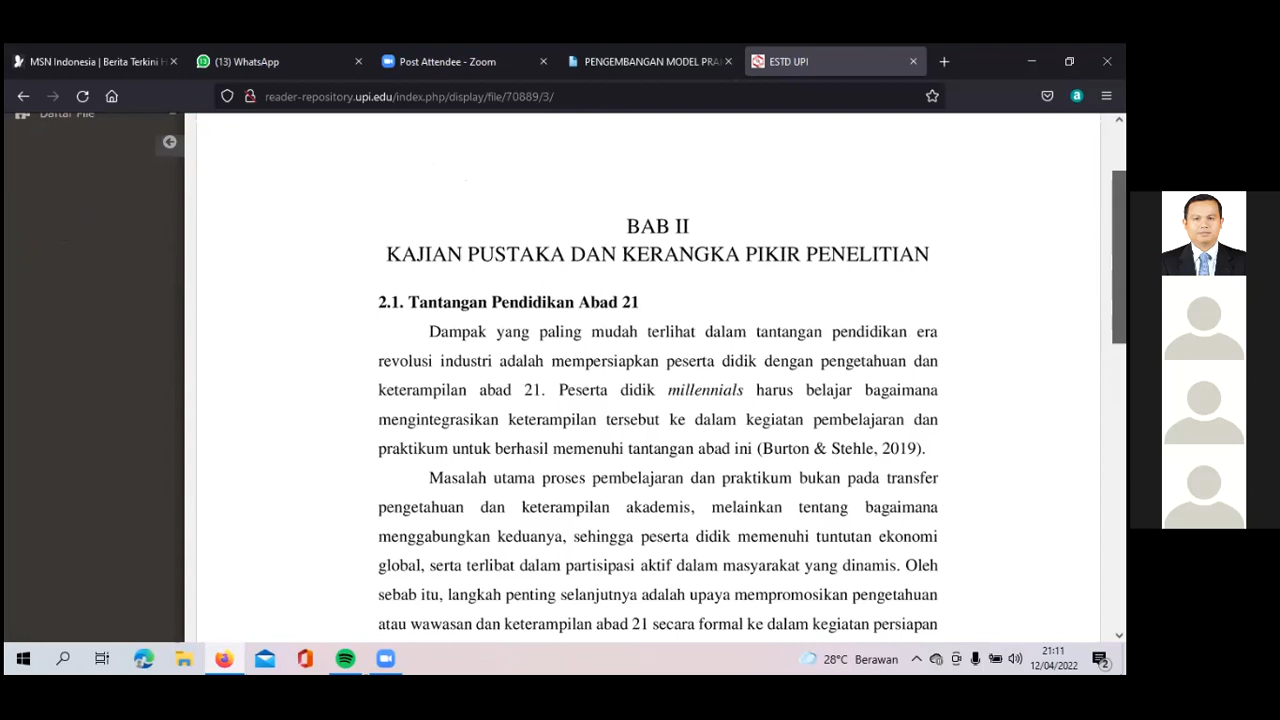 MSN Indonesia | Berita Terkini H
(13) WhatsApp
Post Attendee - Zoom
PENGEMBANGAN MODEL PRA
ESTD UPI
reader-repository.upi.edu/index.php/display/file/70889/3/
a
Daftar File
BAB II
KAJIAN PUSTAKA DAN KERANGKA PIKIR PENELITIAN
2.1. Tantangan Pendidikan Abad 21
Dampak yang paling mudah terlihat dalam tantangan pendidikan era
revolusi industri adalah mempersiapkan peserta didik dengan pengetahuan dan
keterampilan abad 21. Peserta didik millennials harus belajar bagaimana
mengintegrasikan keterampilan tersebut ke dalam kegiatan pembelajaran dan
praktikum untuk berhasil memenuhi tantangan abad ini (Burton & Stehle, 2019).
Masalah utama proses pembelajaran dan praktikum bukan pada transfer
pengetahuan dan keterampilan akademis, melainkan tentang bagaimana
menggabungkan keduanya, sehingga peserta didik memenuhi tuntutan ekonomi
global, serta terlibat dalam partisipasi aktif dalam masyarakat yang dinamis. Oleh
sebab itu, langkah penting selanjutnya adalah upaya mempromosikan pengetahuan
atau wawasan dan keterampilan abad 21 secara formal ke dalam kegiatan persiapan
28°C Berawan
21:11
12/04/2022
2